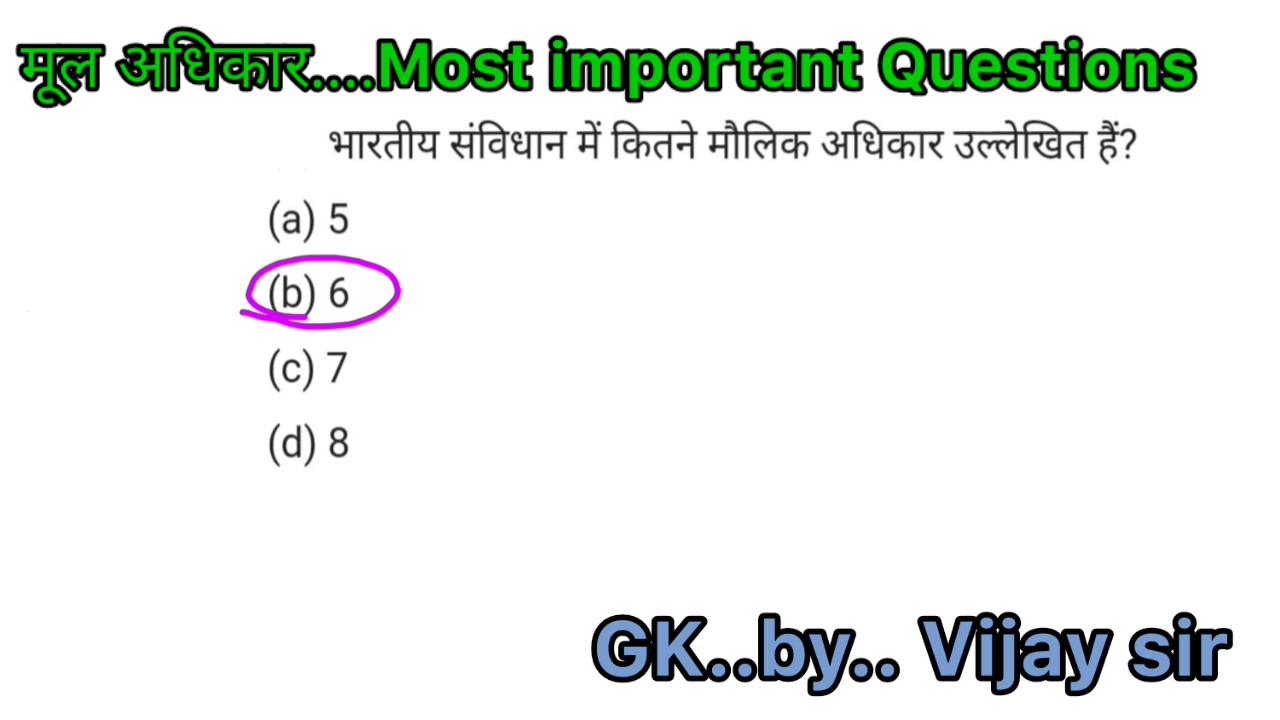 मूल अधिकार....Most important Questions
भारतीय संविधान में कितने मौलिक अधिकार उल्लेखित हैं?
(a) 5
(b) 6
(c) 7
(d) 8
GK..by.. Vijay sir